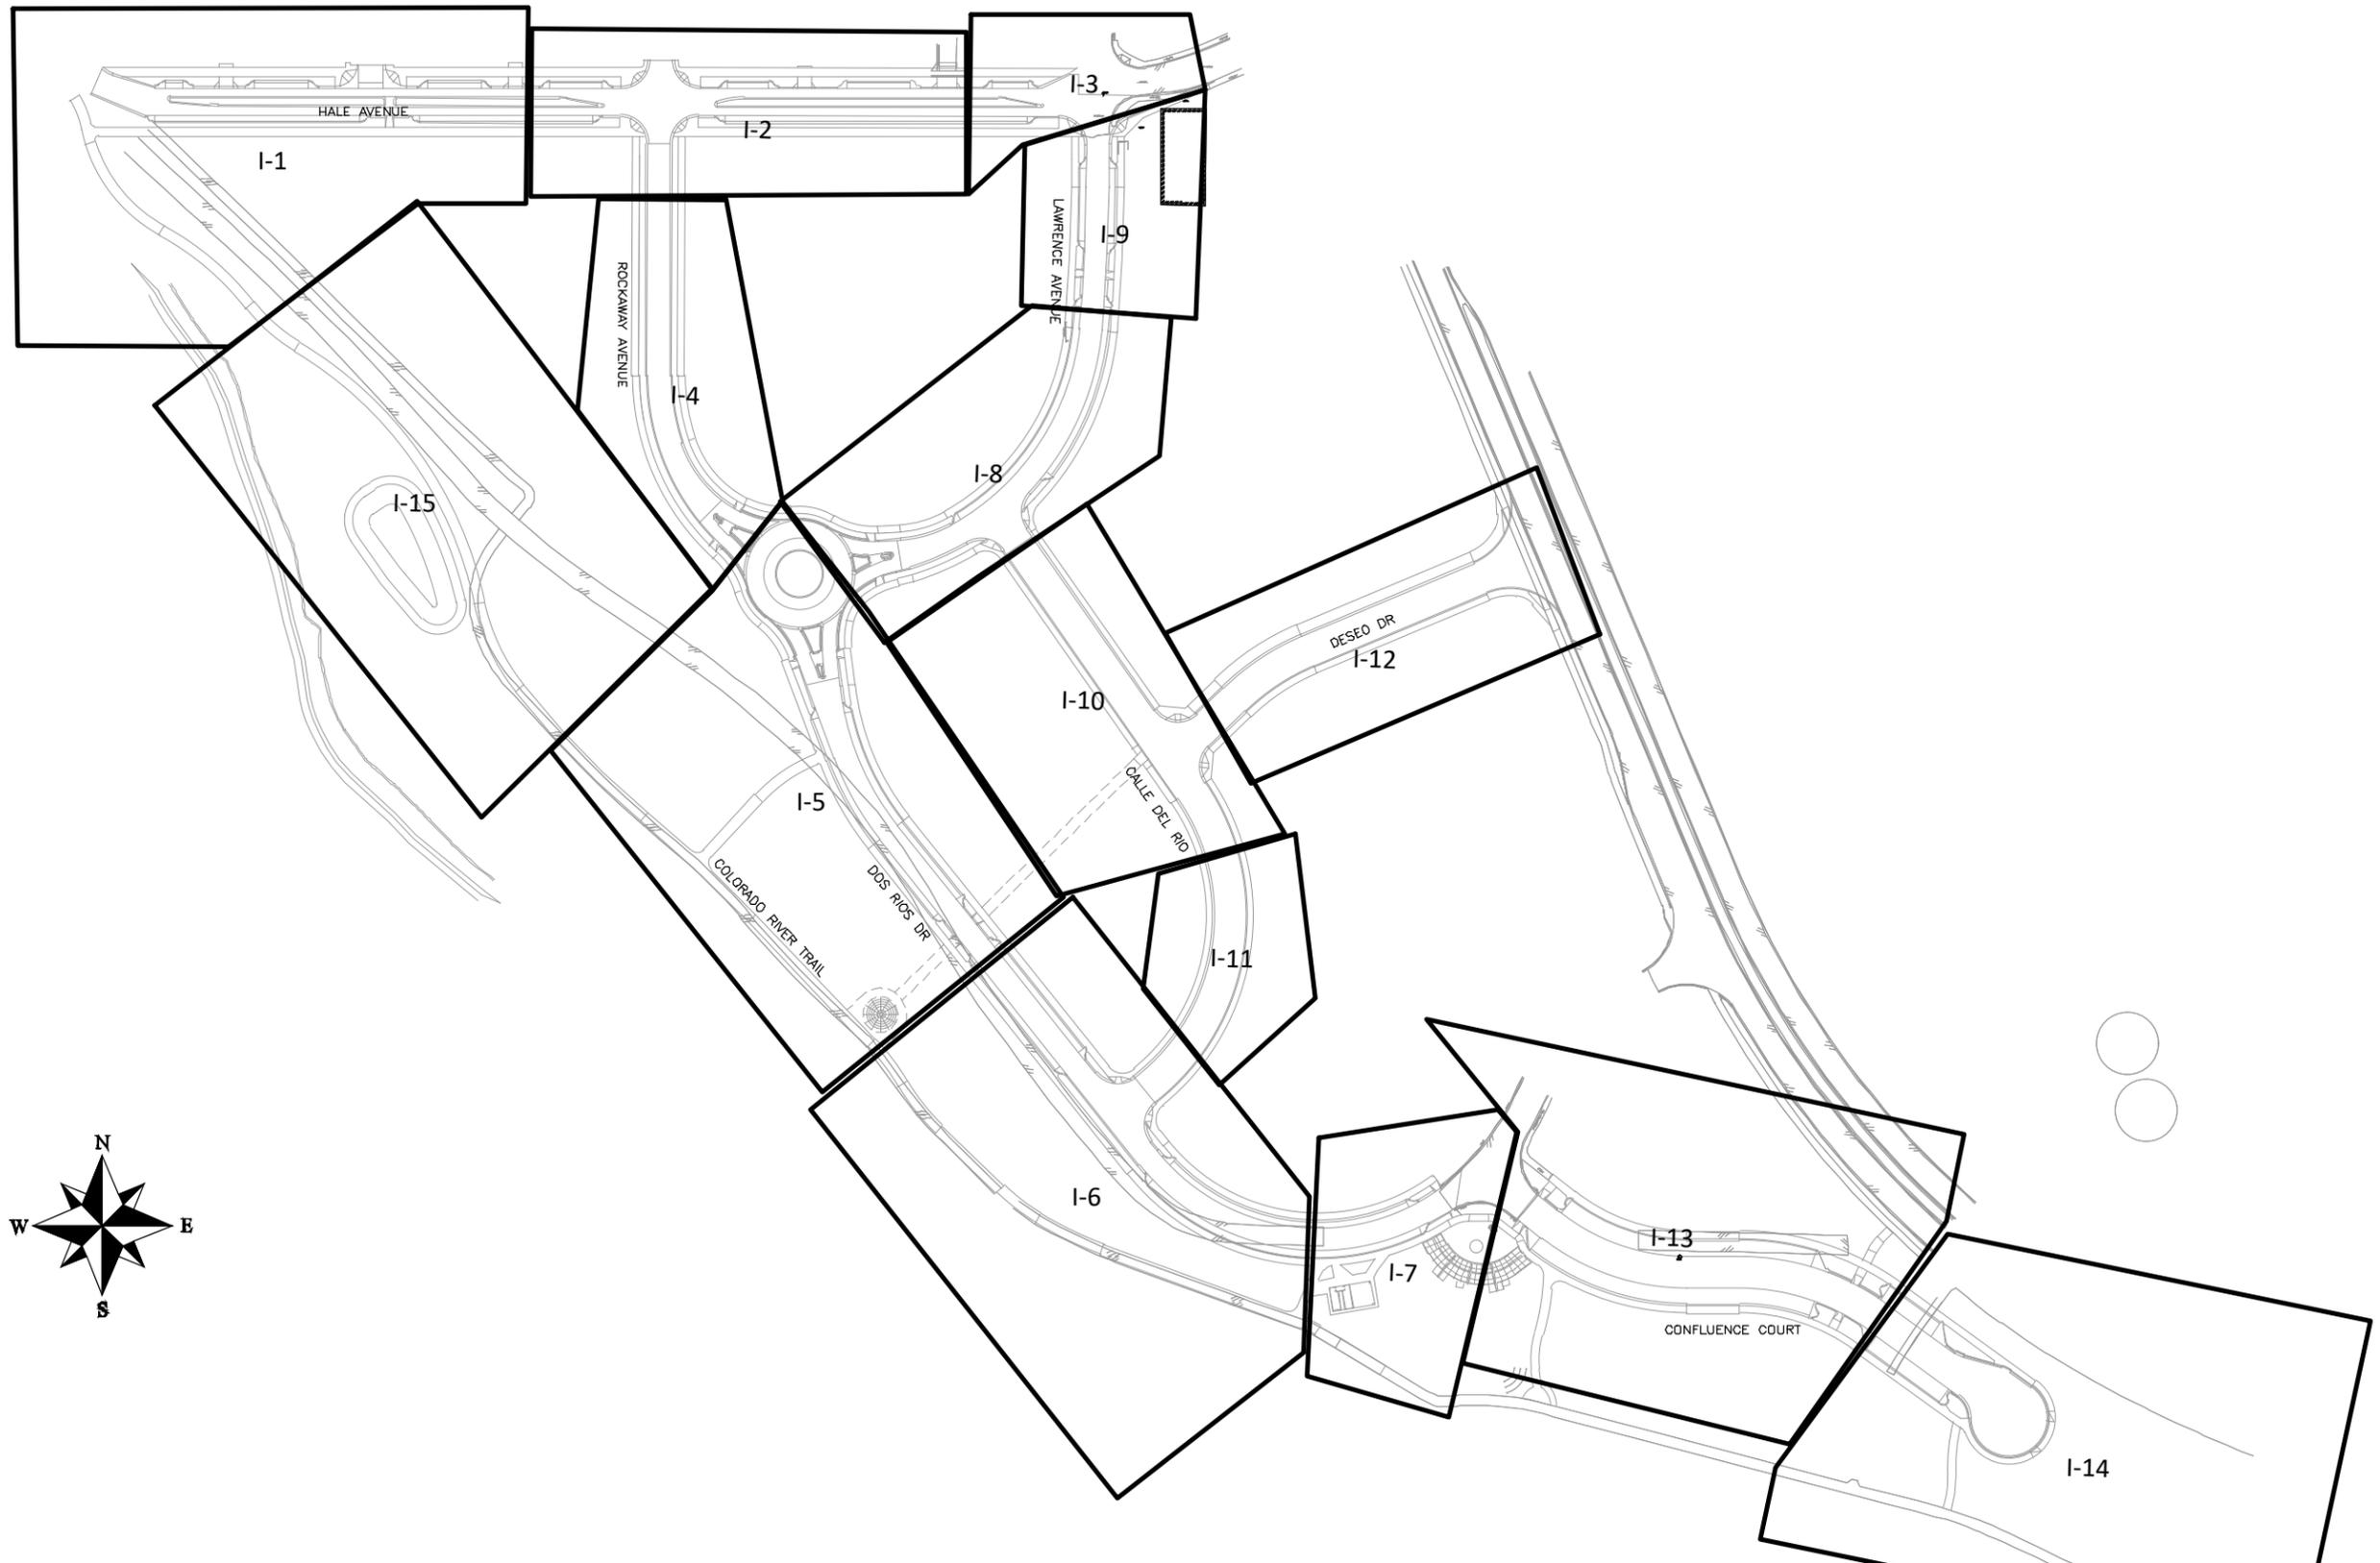 I-3
HALE AVENUE
I-2
I-1
LAWRENCE AVENUE
I-9
ROCKAWAY AVENUE
I-4
I-8
I-15
DESEO DR
I-12
I-10
I-5
CALLE DEL RIO
COLORADO RIVER TRAIL
DOS RIOS DR
I-11
N
W
E
S
I-6
I-13
I-7
CONFLUENCE COURT
I-14